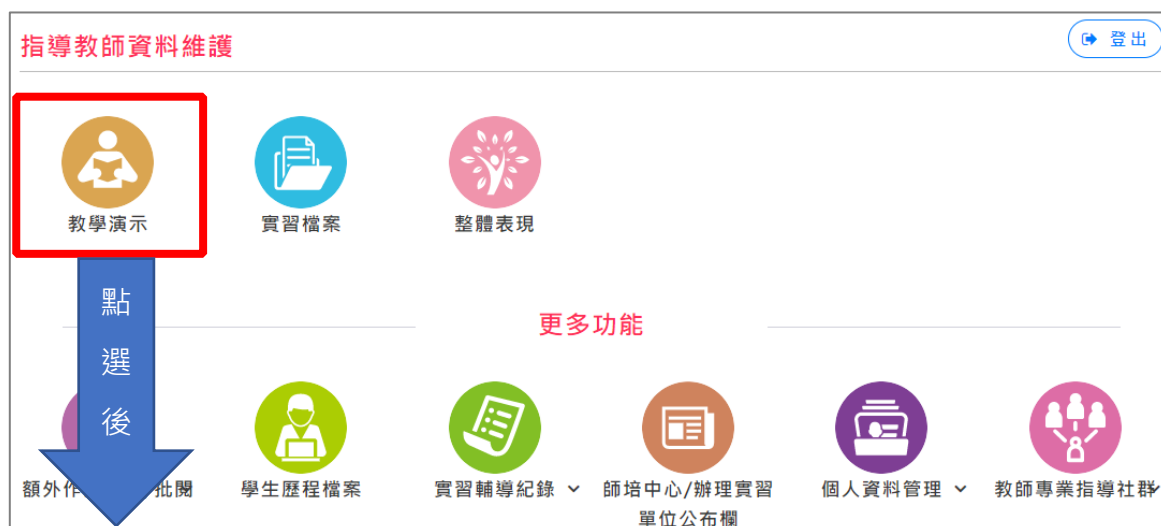 指導教師資料維護
登出
教學演示
實習檔案
整體表現
點
選
後
更多功能
額外作 批閱
學生歷程檔案
實習輔導紀錄
師培中心/辦理實習
單位公布欄
個人資料管理
教師專業指導社群